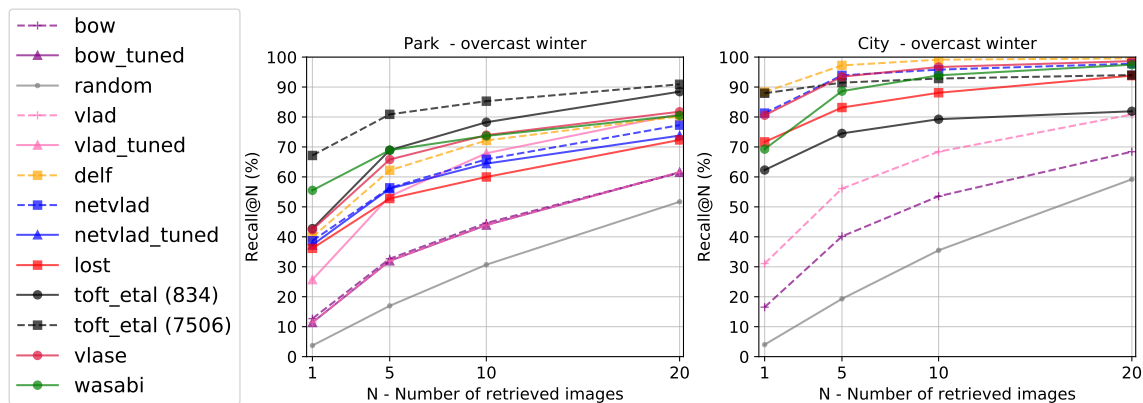 bow
bow_tuned
random
vlad
vlad_tuned
delf
netvlad
netvlad_tuned
lost
toft_etal (834)
toft_etal (7506)
vlase
wasabi
Park - overcast winter
Recall@N (%)
100
90
80
70
60
50
40
30
20
10
0
1 5 10 20
N - Number of retrieved images
City - overcast winter
Recall@N (%)
100
90
80
70
60
50
40
30
20
10
0
1 5 10 20
N - Number of retrieved images